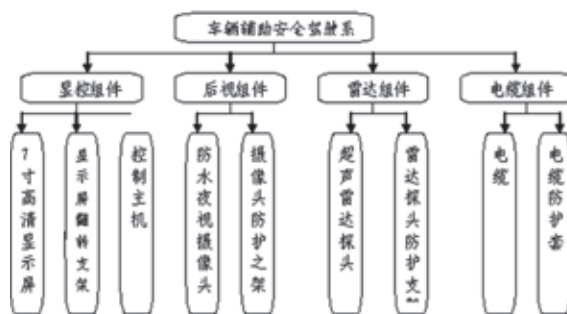 车辆辅助安全驾驶系
显控组件
后视组件
雷达组件
电缆组件
7寸高清显示屏
显示屏翻转支架
控制主机
防水夜视摄像头
摄像头防护之架
超声雷达探头
雷达探头防护支
电缆
电缆防护套